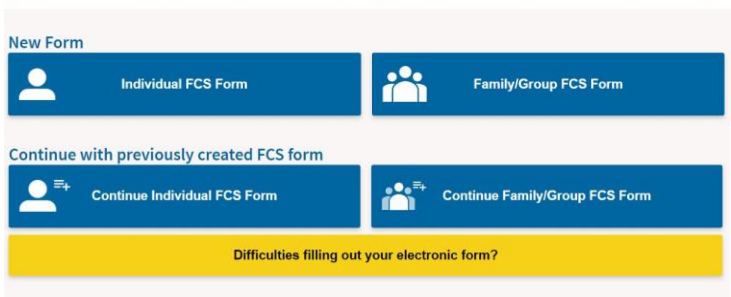 New Form
Individual FCS Form
Family/Group FCS Form
Continue with previously created FCS form
Continue Individual FCS Form
Continue Family/Group FCS Form
Difficulties filling out your electronic form?